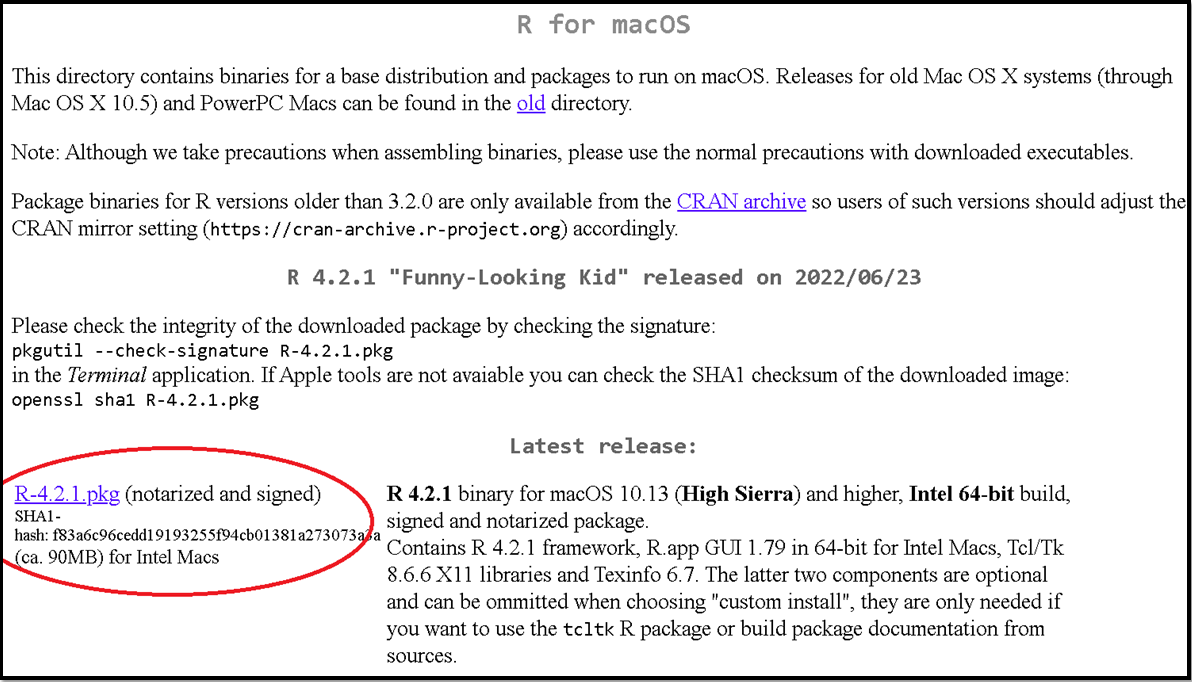 R for macOS
This directory contains binaries for a base distribution and packages to run on macOS. Releases for old Mac OS X systems (through
Mac OS X 10.5) and PowerPC Macs can be found in the old directory.
Note: Although we take precautions when assembling binaries, please use the normal precautions with downloaded executables.
Package binaries for R versions older than 3.2.0 are only available from the CRAN archive so users of such versions should adjust the
CRAN mirror setting (https://cran-archive.r-project.org) accordingly.
R 4.2.1 "Funny-Looking Kid" released on 2022/06/23
Please check the integrity of the downloaded package by checking the signature:
pkgutil --check-signature R-4.2.1.pkg
in the Terminal application. If Apple tools are not avaiable you can check the SHA1 checksum of the downloaded image:
openssl sha1 R-4.2.1.pkg
Latest release:
R-4.2.1.pkg (notarized and signed)
SHA1-
hash: f83a6c96cedd19193255f94cb01381a273073a3a
(ca. 90MB) for Intel Macs
R 4.2.1 binary for macOS 10.13 (High Sierra) and higher, Intel 64-bit build,
signed and notarized package.
Contains R 4.2.1 framework, R.app GUI 1.79 in 64-bit for Intel Macs, Tcl/Tk
8.6.6 X11 libraries and Texinfo 6.7. The latter two components are optional
and can be ommitted when choosing "custom install", they are only needed if
you want to use the tcltk R package or build package documentation from
sources.